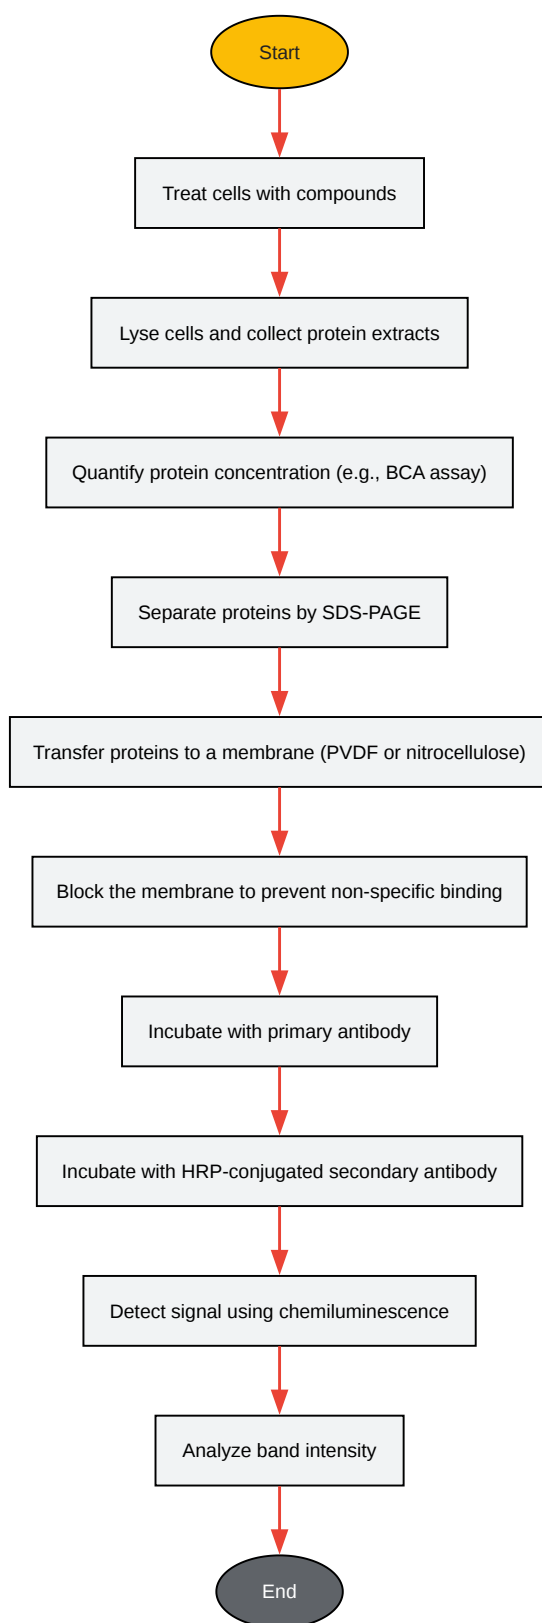 Start
Treat cells with compounds
Lyse cells and collect protein extracts
Quantify protein concentration (e.g., BCA assay)
Separate proteins by SDS-PAGE
Transfer proteins to a membrane (PVDF or nitrocellulose)
Block the membrane to prevent non-specific binding
Incubate with primary antibody
Incubate with HRP-conjugated secondary antibody
Detect signal using chemiluminescence
Analyze band intensity
End